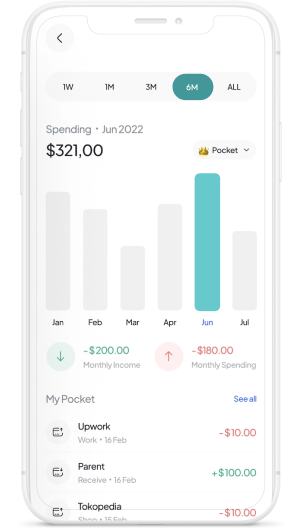 1W 1M 3M 6M ALL
Spending • Jun 2022
$321,00 Pocket
Jan Feb Mar Apr Jun Jul
-$200.00 -$180.00
Monthly Income Monthly Spending
My Pocket See all
Upwork
Work • 16 Feb -$10.00
Parent
Receive • 16 Feb +$100.00
Tokopedia
Shop • 15 Feb -$10.00